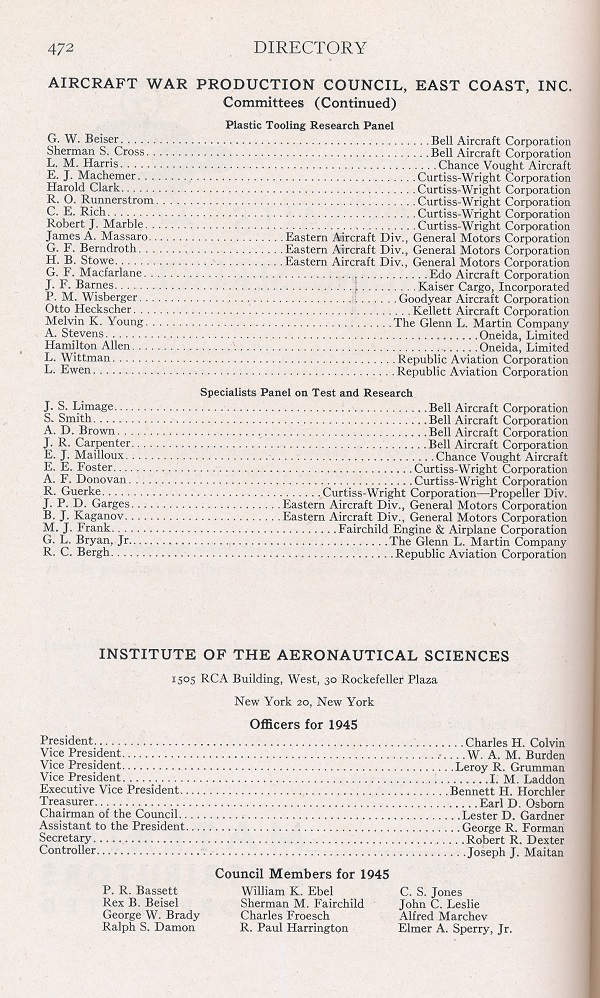 472 DIRECTORY
AIRCRAFT WAR PRODUCTION COUNCIL, EAST COAST, INC.
Committees (Continued)
Plastic Tooling Research Panel
G. W. Beiser Bell Aircraft Corporation
Sherman S. Cross Bell Aircraft Corporation
L. M. Harris Chance Vought Aircraft
E. J. Machemer Curtiss-Wright Corporation
Harold Clark Curtiss-Wright Corporation
R. O. Runnerstrom Curtiss-Wright Corporation
C. E. Rich Curtiss-Wright Corporation
Robert J. Marble Curtiss-Wright Corporation
James A. Massaro Eastern Aircraft Div., General Motors Corporation
G. F. Berndroth Eastern Aircraft Div., General Motors Corporation
H. B. Stowe Eastern Aircraft Div., General Motors Corporation
G. F. Macfarlane Edo Aircraft Corporation
J. F. Barnes Kaiser Cargo, Incorporated
P. M. Wisberger Goodyear Aircraft Corporation
Otto Heckscher Kellett Aircraft Corporation
Melvin K. Young The Glenn L. Martin Company
A. Stevens Oneida, Limited
Hamilton Allen Oneida, Limited
L. Wittman Republic Aviation Corporation
L. Ewen Republic Aviation Corporation
Specialists Panel on Test and Research
J. S. Limage Bell Aircraft Corporation
S. Smith Bell Aircraft Corporation
A. D. Brown Bell Aircraft Corporation
J. R. Carpenter Bell Aircraft Corporation
E. J. Mailloux Chance Vought Aircraft
E. E. Foster Curtiss-Wright Corporation
A. F. Donovan Curtiss-Wright Corporation
R. Guerke Curtiss-Wright Corporation—Propeller Div.
J. P. D. Garges Eastern Aircraft Div., General Motors Corporation
B. J. Kaganov Eastern Aircraft Div., General Motors Corporation
M. J. Frank Fairchild Engine & Airplane Corporation
G. L. Bryan, Jr. The Glenn L. Martin Company
R. C. Bergh Republic Aviation Corporation
INSTITUTE OF THE AERONAUTICAL SCIENCES
1505 RCA Building, West, 30 Rockefeller Plaza
New York 20, New York
Officers for 1945
President Charles H. Colvin
Vice President W. A. M. Burden
Vice President Leroy R. Grumman
Vice President I. M. Laddon
Executive Vice President Bennett H. Horchler
Treasurer Earl D. Osborn
Chairman of the Council Lester D. Gardner
Assistant to the President George R. Forman
Secretary Robert R. Dexter
Controller Joseph J. Maitan
Council Members for 1945
P. R. Bassett William K. Ebel C. S. Jones
Rex B. Beisel Sherman M. Fairchild John C. Leslie
George W. Brady Charles Froesch Alfred Marchev
Ralph S. Damon R. Paul Harrington Elmer A. Sperry, Jr.